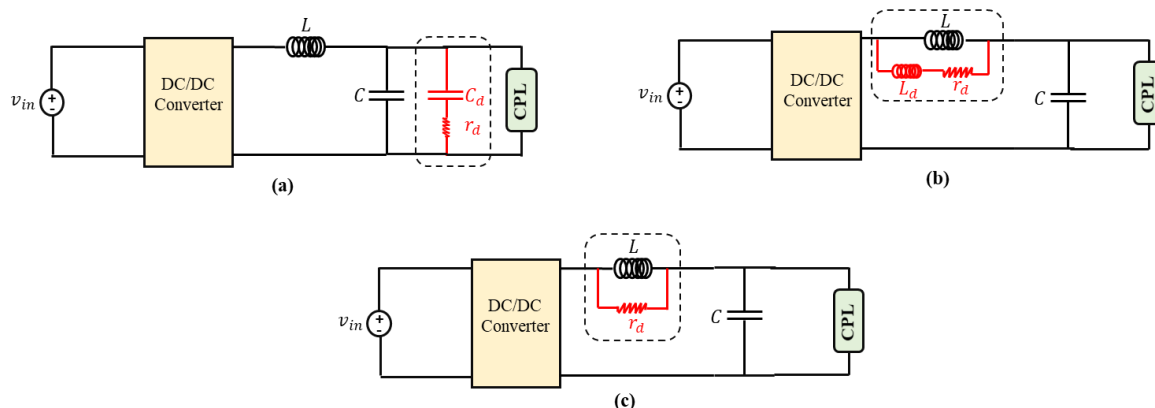 L
v_in
DC/DC
Converter
C
C_d
r_d
CPL
(a)
L
L_d
r_d
v_in
DC/DC
Converter
C
CPL
(b)
L
r_d
v_in
DC/DC
Converter
C
CPL
(c)